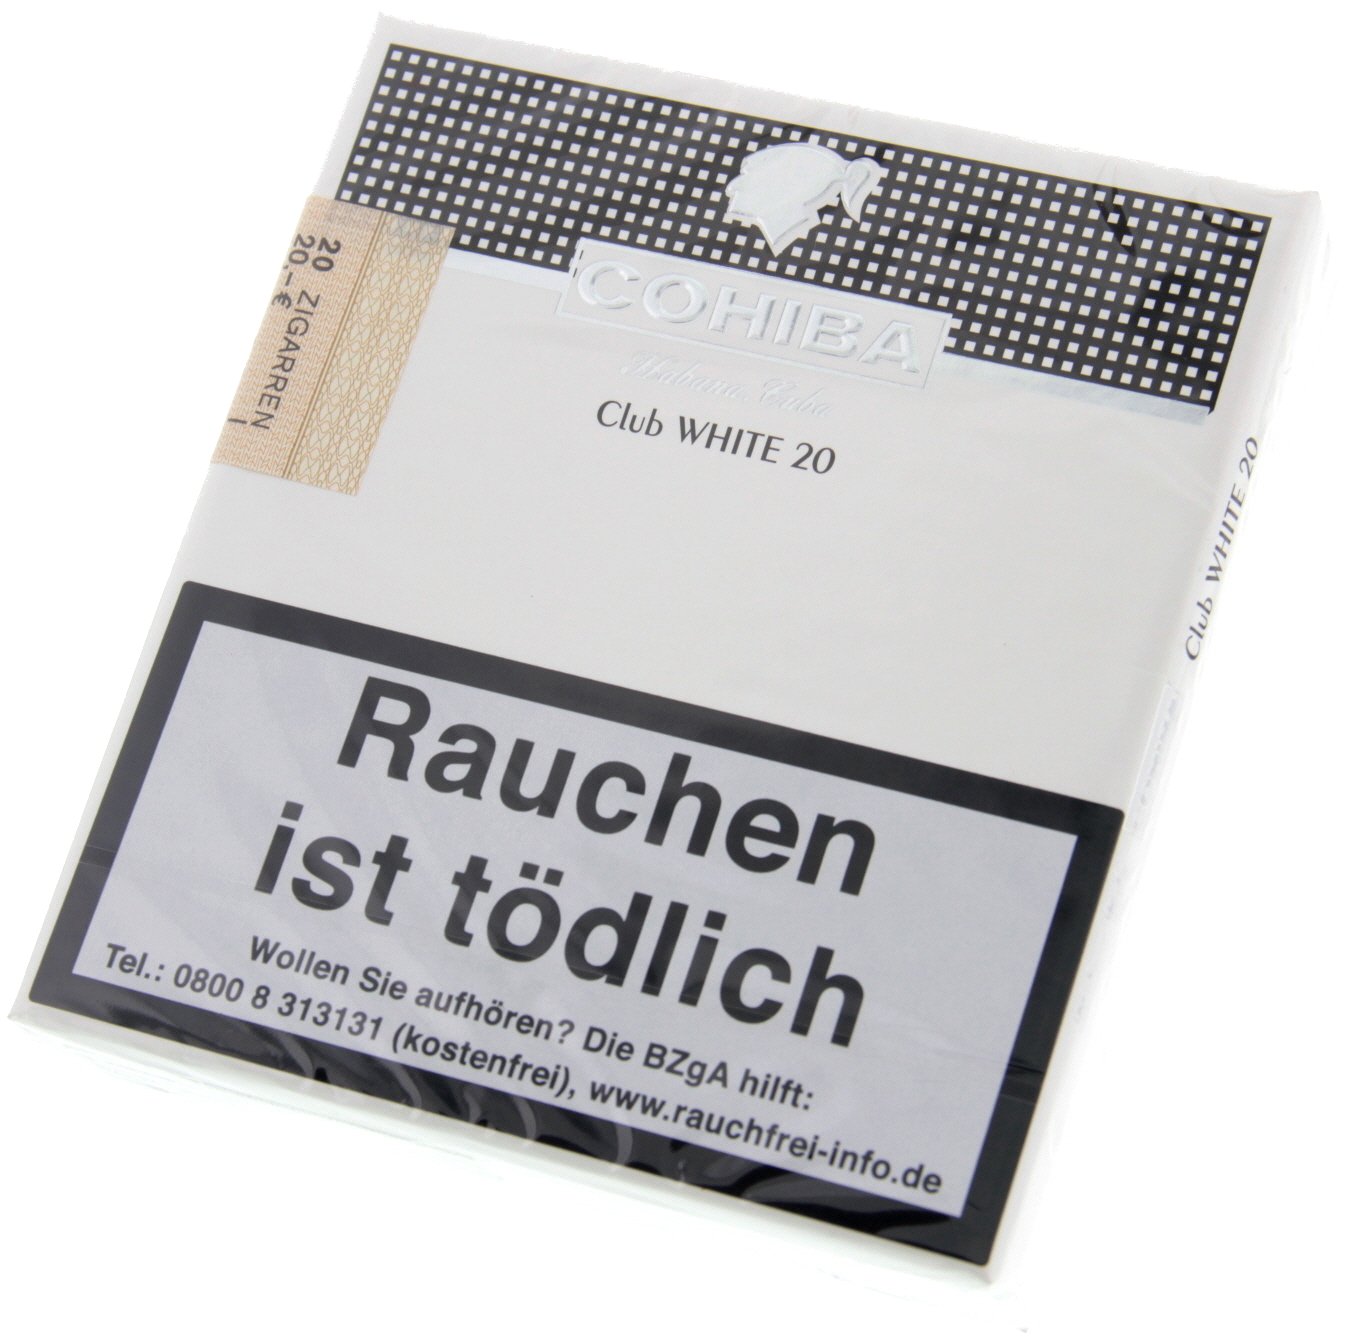 COHIBA
Habana, Cuba
Club WHITE 20
20 ZIGARREN
20,-€ I
Club WHITE 20
Rauchen
ist tödlich
Wollen Sie aufhören? Die BZgA hilft:
Tel.: 0800 8 313131 (kostenfrei), www.rauchfrei-info.de